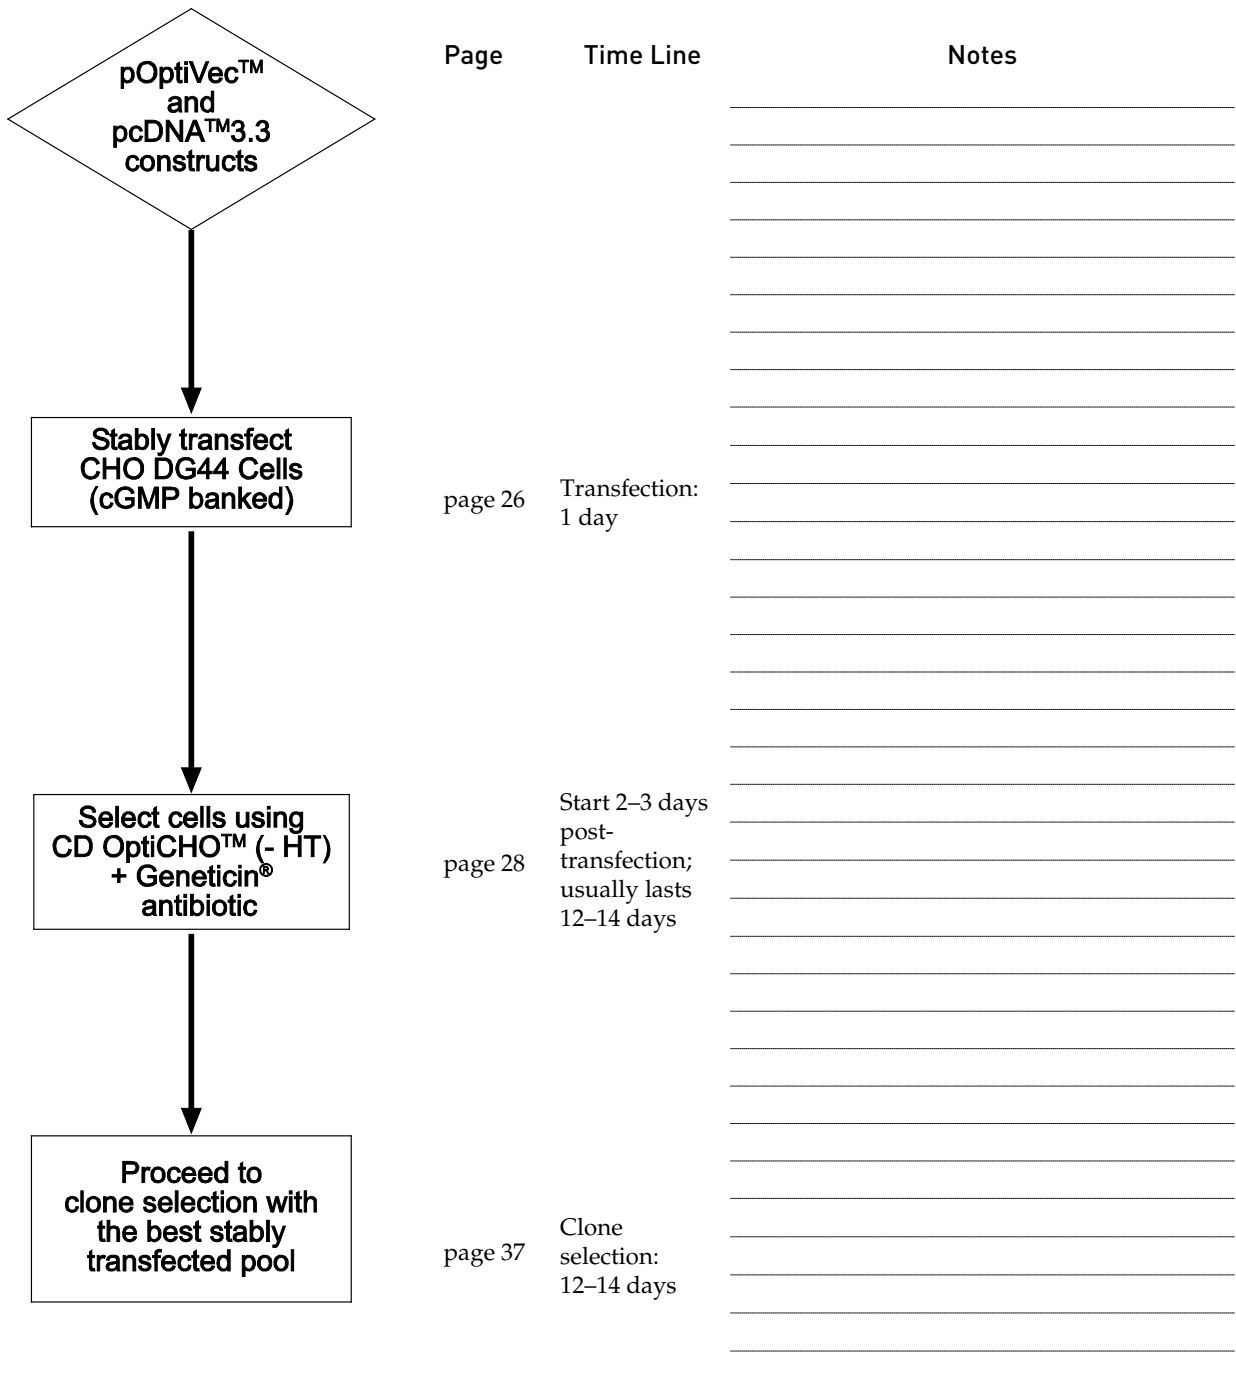 Page Time Line Notes
pOptiVec™
and
pcDNA™3.3
constructs
Stably transfect
CHO DG44 Cells
(cGMP banked)
page 26
Transfection:
1 day
Select cells using
CD OptiCHO™ (- HT)
+ Geneticin®
antibiotic
page 28
Start 2–3 days
post-
transfection;
usually lasts
12–14 days
Proceed to
clone selection with
the best stably
transfected pool
page 37
Clone
selection:
12–14 days